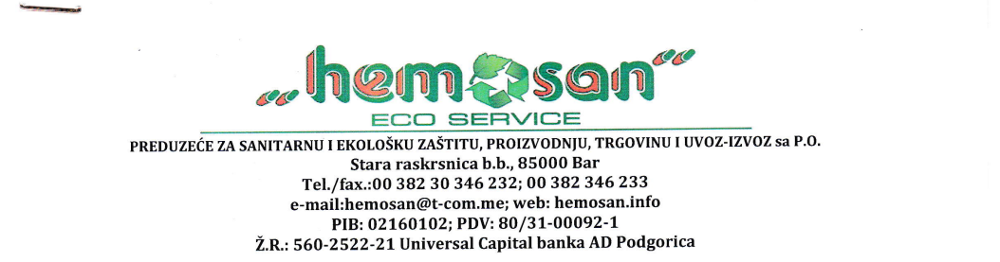 „hemosan“
ECO SERVICE
PREDUZEĆE ZA SANITARNU I EKOLOŠKU ZAŠTITU, PROIZVODNJU, TRGOVINU I UVOZ-IZVOZ sa P.O.
Stara raskrsnica b.b., 85000 Bar
Tel./fax.:00 382 30 346 232; 00 382 346 233
e-mail:hemosan@t-com.me; web: hemosan.info
PIB: 02160102; PDV: 80/31-00092-1
Ž.R.: 560-2522-21 Universal Capital banka AD Podgorica